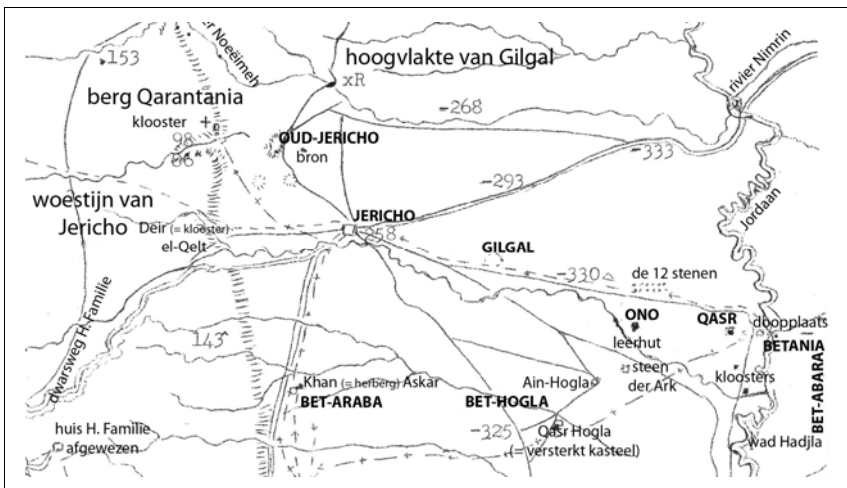 153
rivier Noeëimeh
hoogvlakte van Gilgal
rivier Nimrin
xR
berg Qarantania
klooster
-268
98
86
OUD-JERICHO
bron
-333
-293
woestijn van
Jericho
Deir (= klooster)
el-Qelt
JERICHO
-258
Jordaan
GILGAL
-330
de 12 stenen
ONO
leerhut
QASR
doopplaats
BETANIA
dwarsweg H. Familie
143
steen
der Ark
kloosters
BET-ABARA
Khan (= herberg) Askar
BET-ARABA
Ain-Hogla
BET-HOGLA
huis H. Familie
afgewezen
-325
Qasr Hogla
(= versterkt kasteel)
wad Hadjla